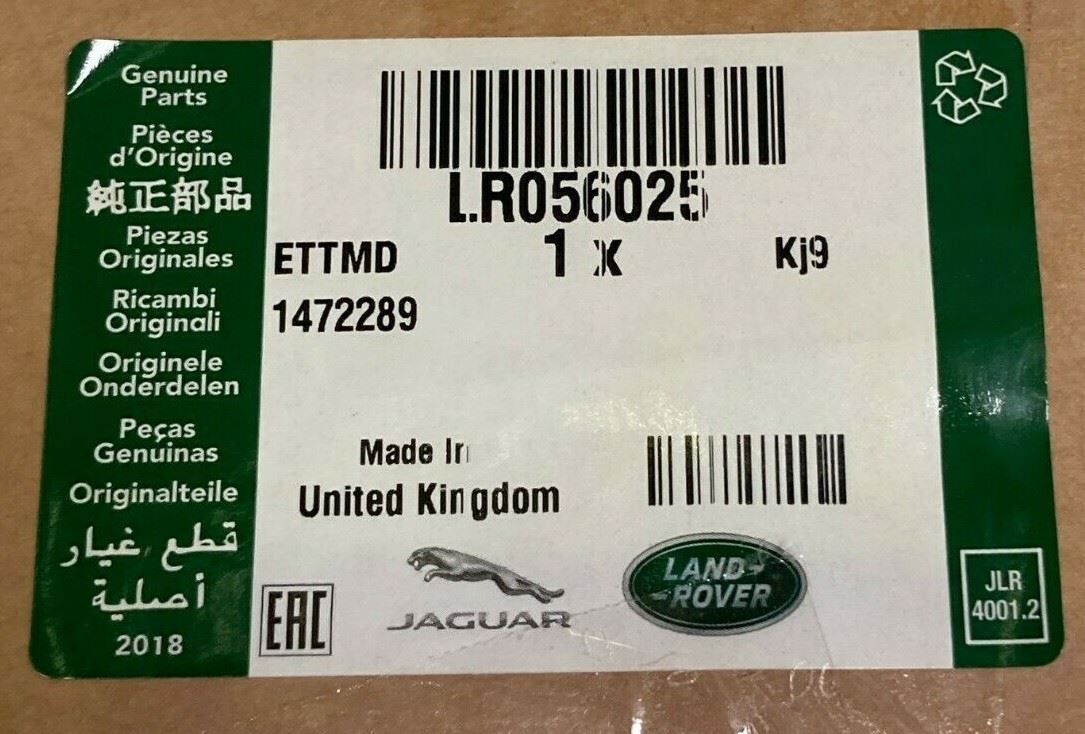 Genuine
Parts
Pièces
d'Origine
純正部品
Piezas
Originales
Ricambi
Originali
Originele
Onderdelen
Peças
Genuinas
Originalteile
قطع غيار
أصلية
2018
LR056025
ETTMD
1 x
Kj9
1472289
Made In
United Kingdom
EAC
JAGUAR
LAND
ROVER
JLR
4001.2